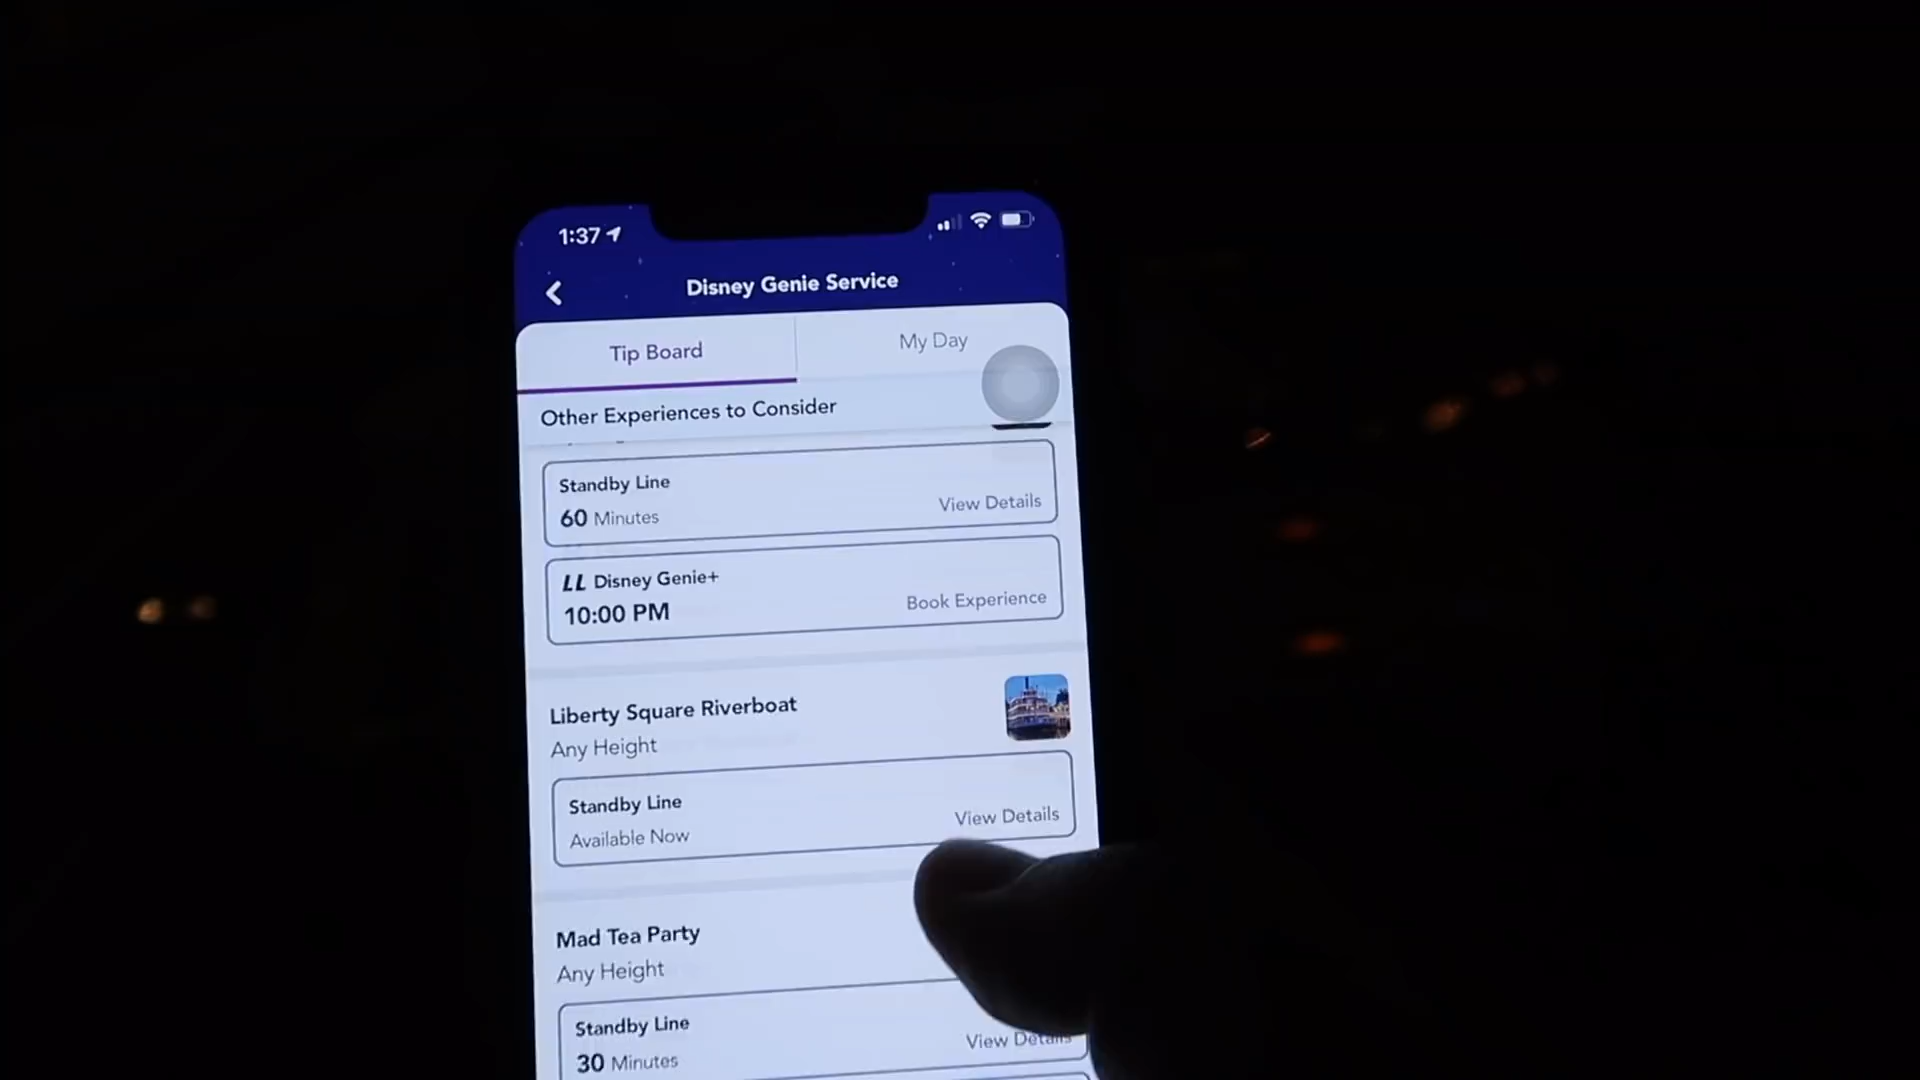 1:37
Disney Genie Service
Tip Board
My Day
Other Experiences to Consider
Standby Line
60 Minutes
View Details
LL Disney Genie+
10:00 PM
Book Experience
Liberty Square Riverboat
Any Height
Standby Line
Available Now
View Details
Mad Tea Party
Any Height
Standby Line
30 Minutes
View Details